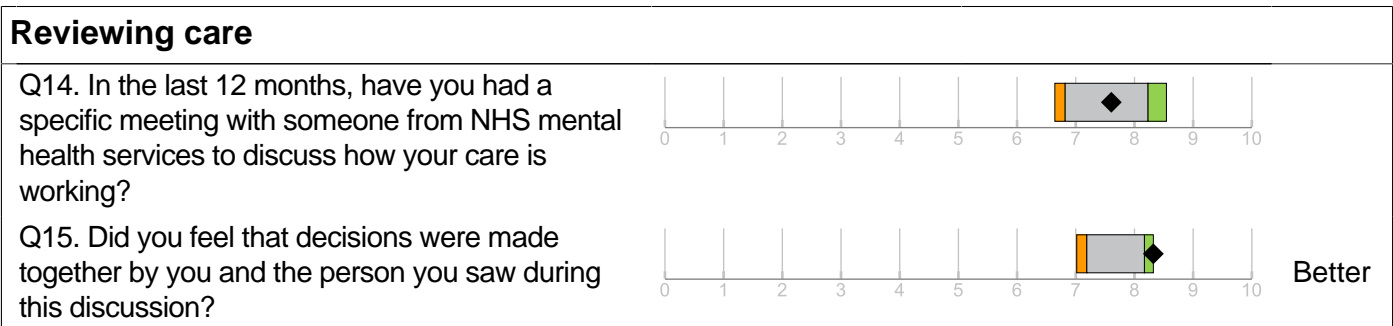 Reviewing care
Q14. In the last 12 months, have you had a
specific meeting with someone from NHS mental
health services to discuss how your care is
working?
0 1 2 3 4 5 6 7 8 9 10
Q15. Did you feel that decisions were made
together by you and the person you saw during
this discussion?
0 1 2 3 4 5 6 7 8 9 10
Better